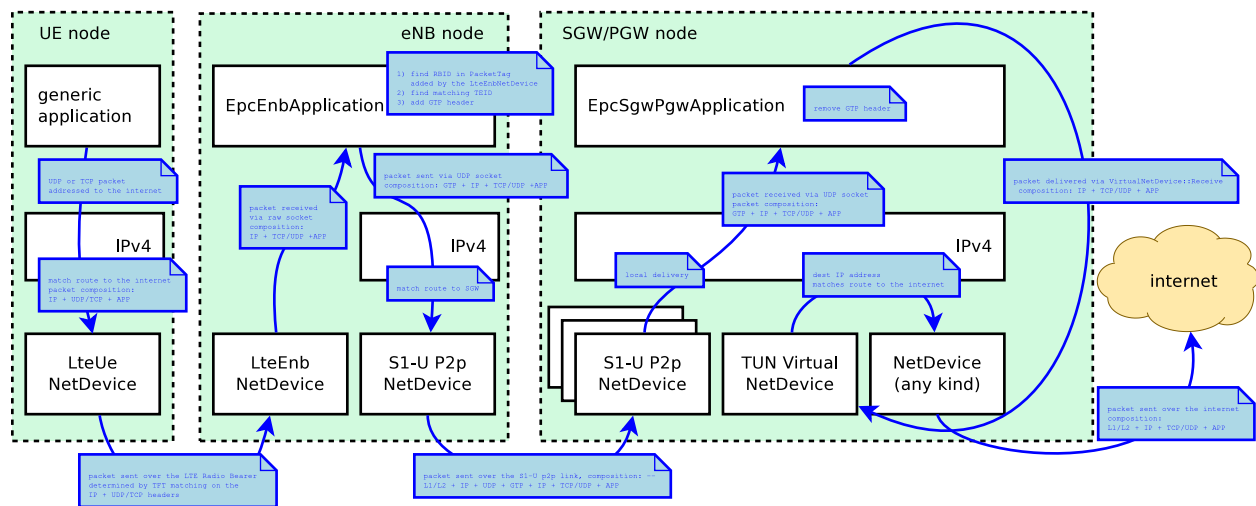 UE node
generic
application
UDP or TCP packet
addressed to the internet
IPv4
match route to the internet
packet composition:
IP + UDP/TCP + APP
LteUe
NetDevice
packet sent over the LTE Radio Bearer
determined by TFT matching on the
IP + UDP/TCP headers
eNB node
EpcEnbApplication
1) find RBID in PacketTag
added by the LteEnbNetDevice
2) find matching TEID
3) add GTP header
packet sent via UDP socket
composition: GTP + IP + TCP/UDP +APP
packet received
via raw socket
composition:
IP + TCP/UDP +APP
IPv4
match route to SGW
LteEnb
NetDevice
S1-U P2p
NetDevice
packet sent over the S1-U p2p link, composition: --
L1/L2 + IP + UDP + GTP + IP + TCP/UDP + APP
SGW/PGW node
EpcSgwPgwApplication
remove GTP header
packet received via UDP socket
packet composition:
GTP + IP + TCP/UDP + APP
packet delivered via VirtualNetDevice::Receive
composition: IP + TCP/UDP + APP
IPv4
local delivery
dest IP address
matches route to the internet
S1-U P2p
NetDevice
TUN Virtual
NetDevice
NetDevice
(any kind)
internet
packet sent over the internet
composition:
L1/L2 + IP + TCP/UDP + APP